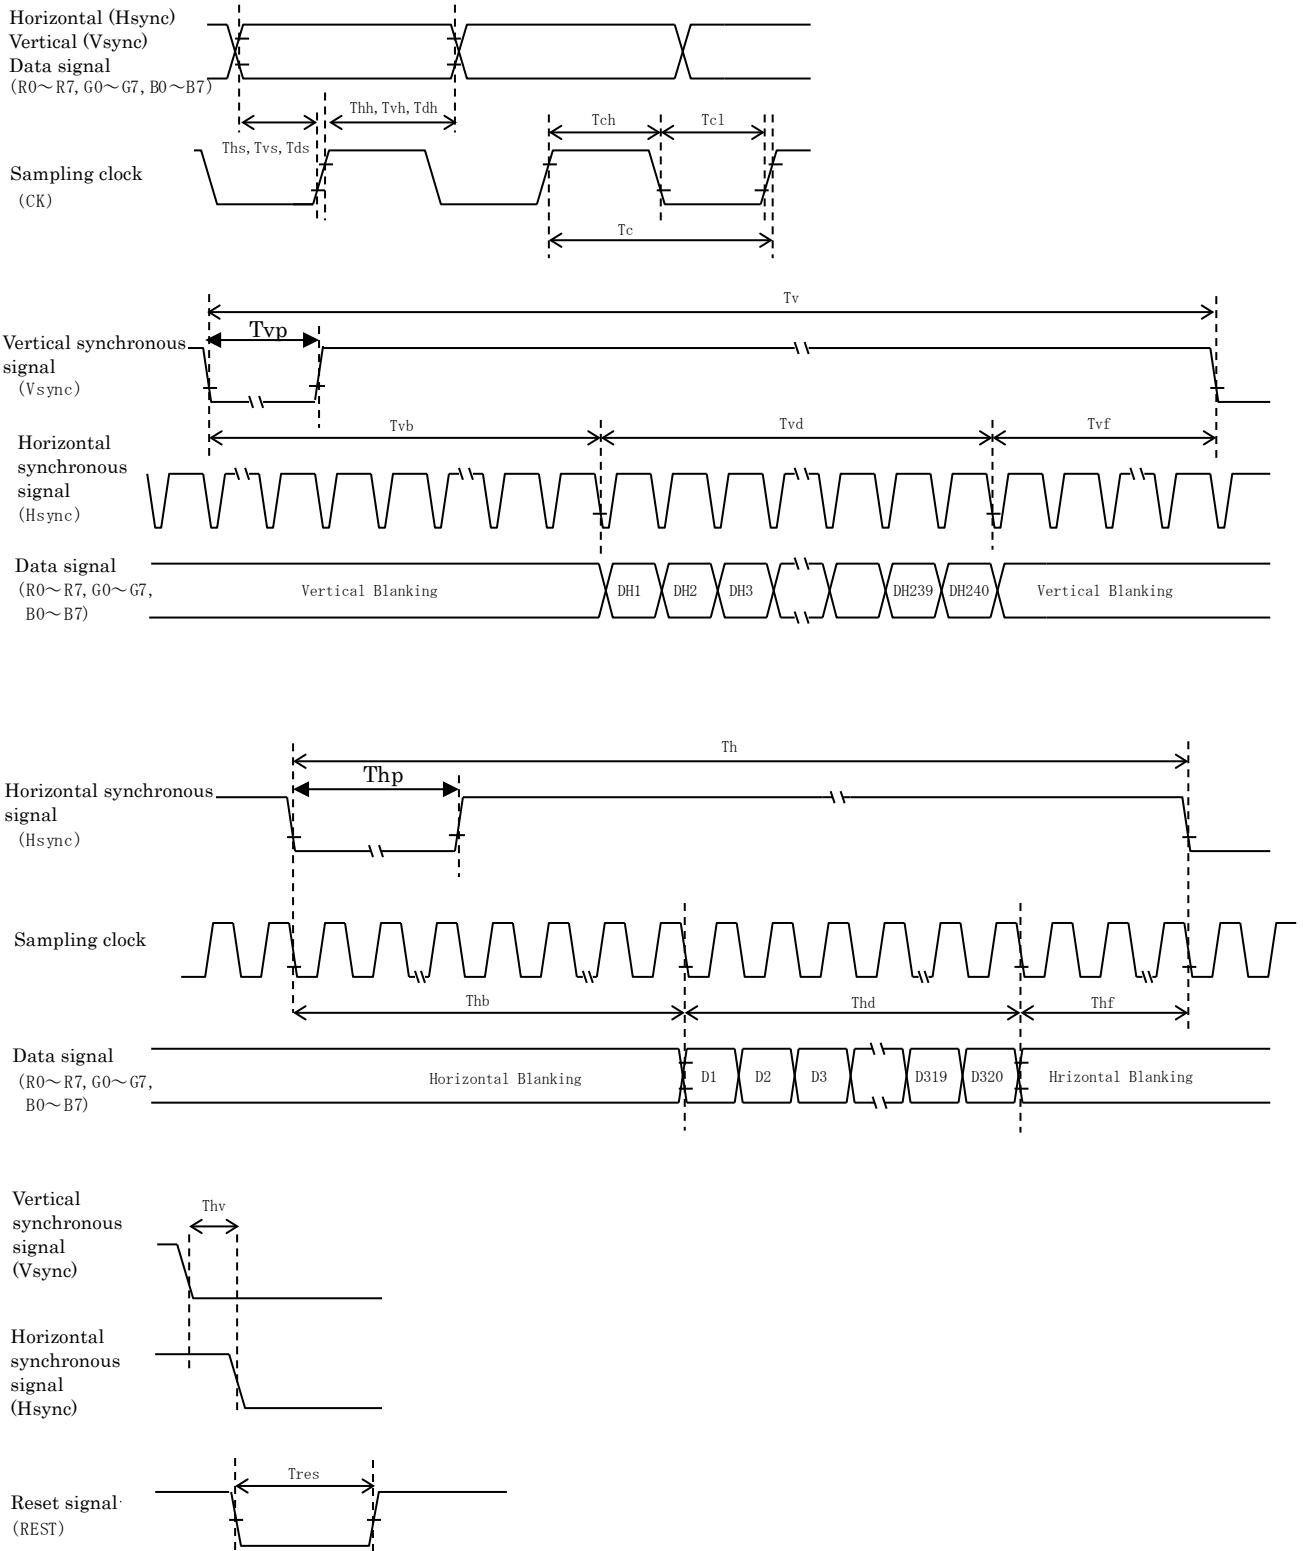 Horizontal (Hsync)
Vertical (Vsync)
Data signal
(R0～R7, G0～G7, B0～B7)
Thh, Tvh, Tdh
Ths, Tvs, Tds
Tch
Tcl
Sampling clock
(CK)
Tc
Tv
Tvp
Vertical synchronous
signal
(Vsync)
Tvb
Tvd
Tvf
Horizontal
synchronous
signal
(Hsync)
Data signal
(R0～R7, G0～G7,
B0～B7)
Vertical Blanking
DH1
DH2
DH3
DH239
DH240
Vertical Blanking
Th
Thp
Horizontal synchronous
signal
(Hsync)
Sampling clock
Thb
Thd
Thf
Data signal
(R0～R7, G0～G7,
B0～B7)
Horizontal Blanking
D1
D2
D3
D319
D320
Hrizontal Blanking
Vertical
synchronous
signal
(Vsync)
Thv
Horizontal
synchronous
signal
(Hsync)
Tres
Reset signal
(REST)